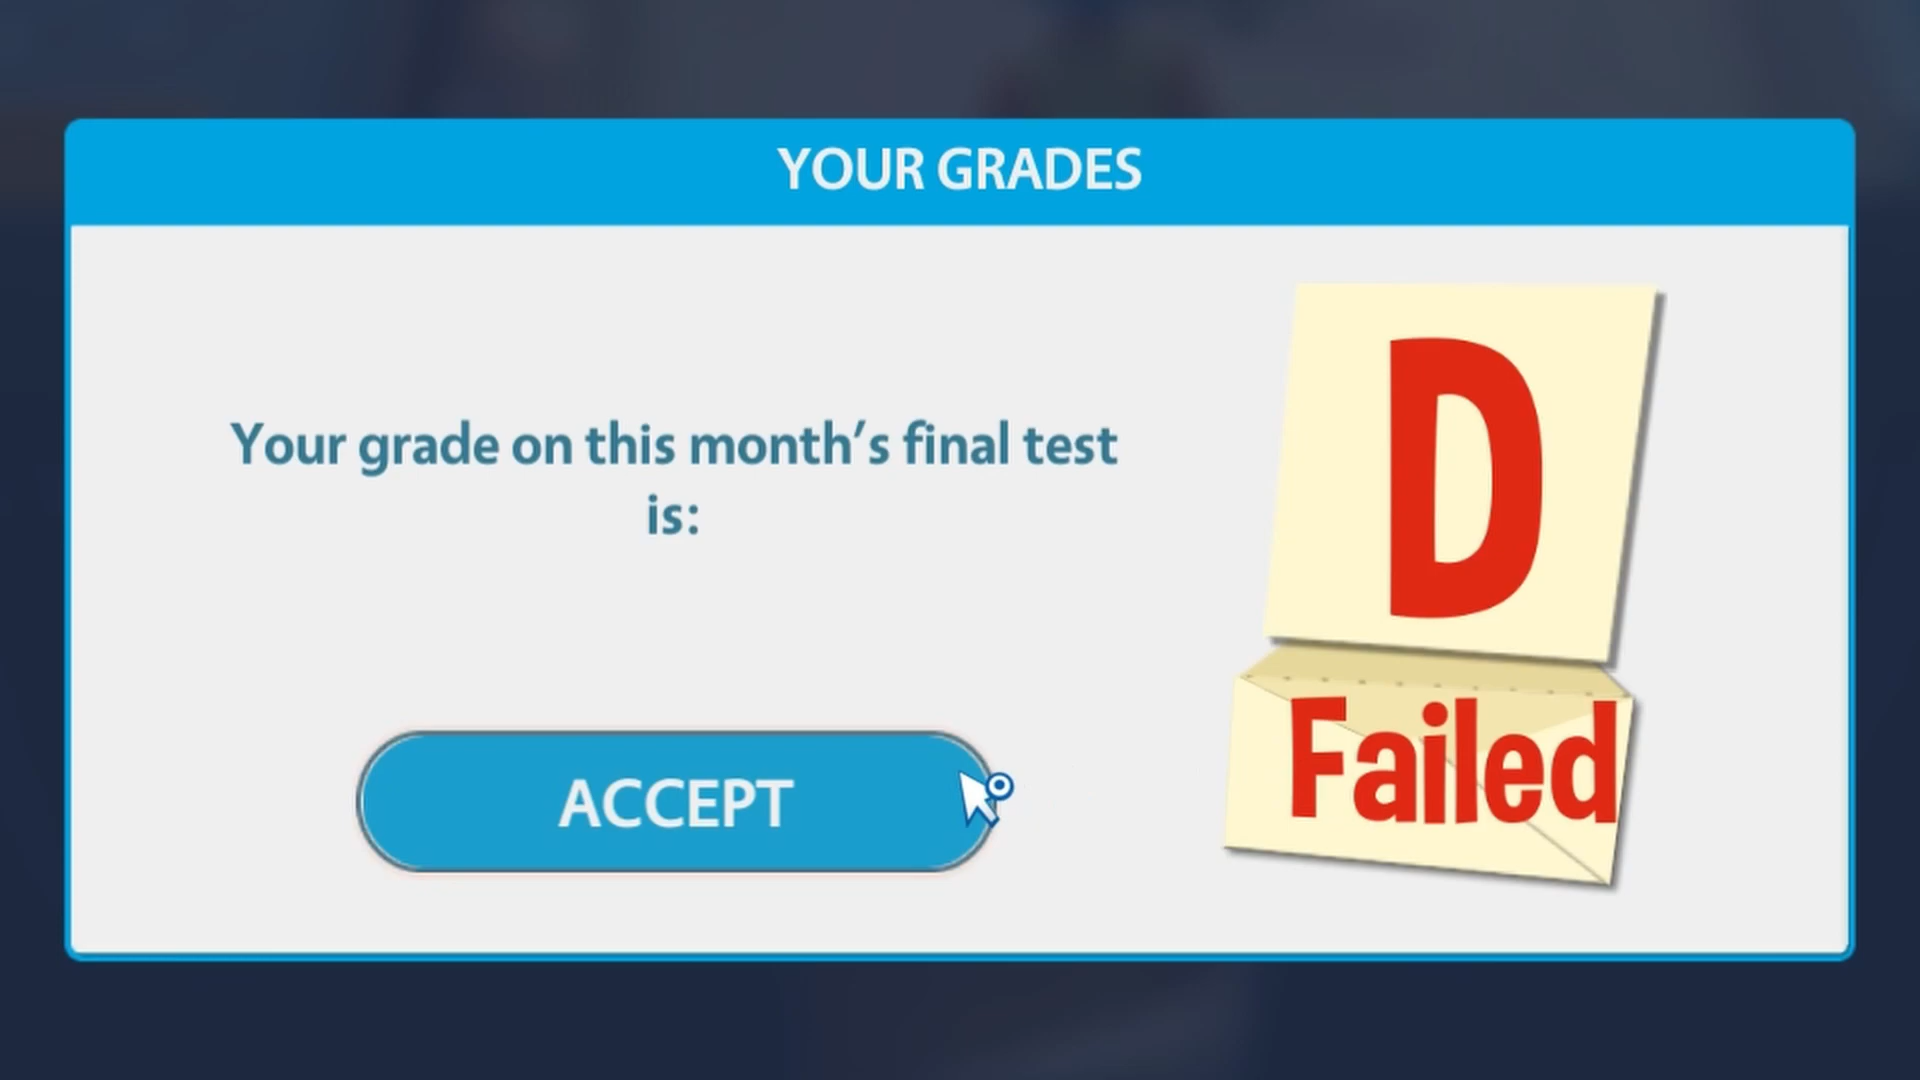 YOUR GRADES
Your grade on this month's final test
is:
D
Failed
ACCEPT